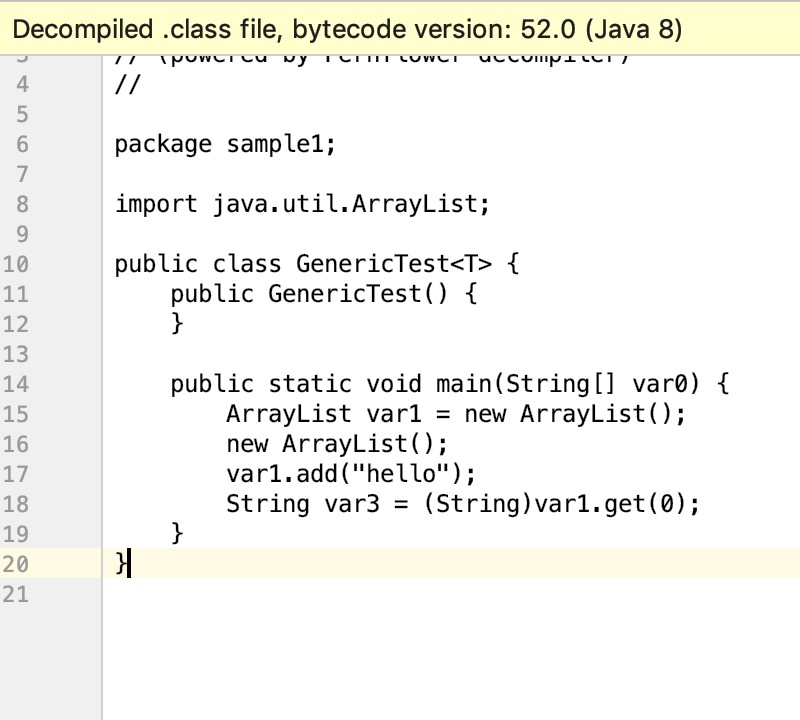 Decompiled .class file, bytecode version: 52.0 (Java 8)
3 // (powered by Fernflower decompiler)
4 //
5
6 package sample1;
7
8 import java.util.ArrayList;
9
10 public class GenericTest<T> {
11 public GenericTest() {
12 }
13
14 public static void main(String[] var0) {
15 ArrayList var1 = new ArrayList();
16 new ArrayList();
17 var1.add("hello");
18 String var3 = (String)var1.get(0);
19 }
20 }
21